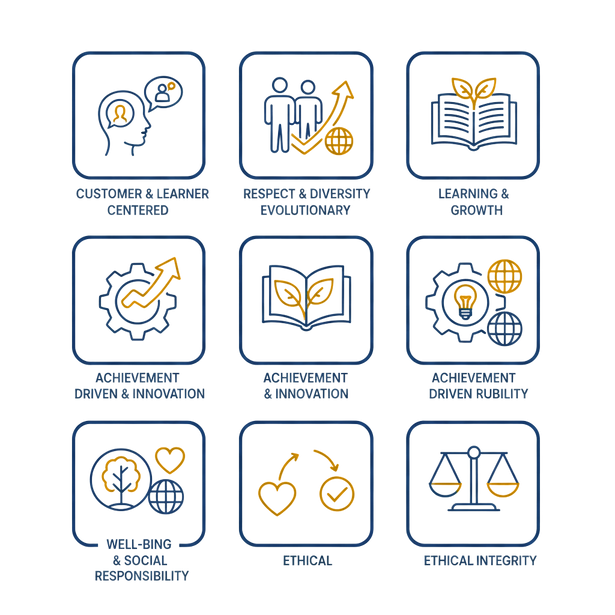 CUSTOMER & LEARNER
CENTERED
RESPECT & DIVERSITY
EVOLUTIONARY
LEARNING &
GROWTH
ACHIEVEMENT
DRIVEN & INNOVATION
ACHIEVEMENT
& INNOVATION
ACHIEVEMENT
DRIVEN RUBILITY
WELL-BING
& SOCIAL
RESPONSIBILITY
ETHICAL
ETHICAL INTEGRITY